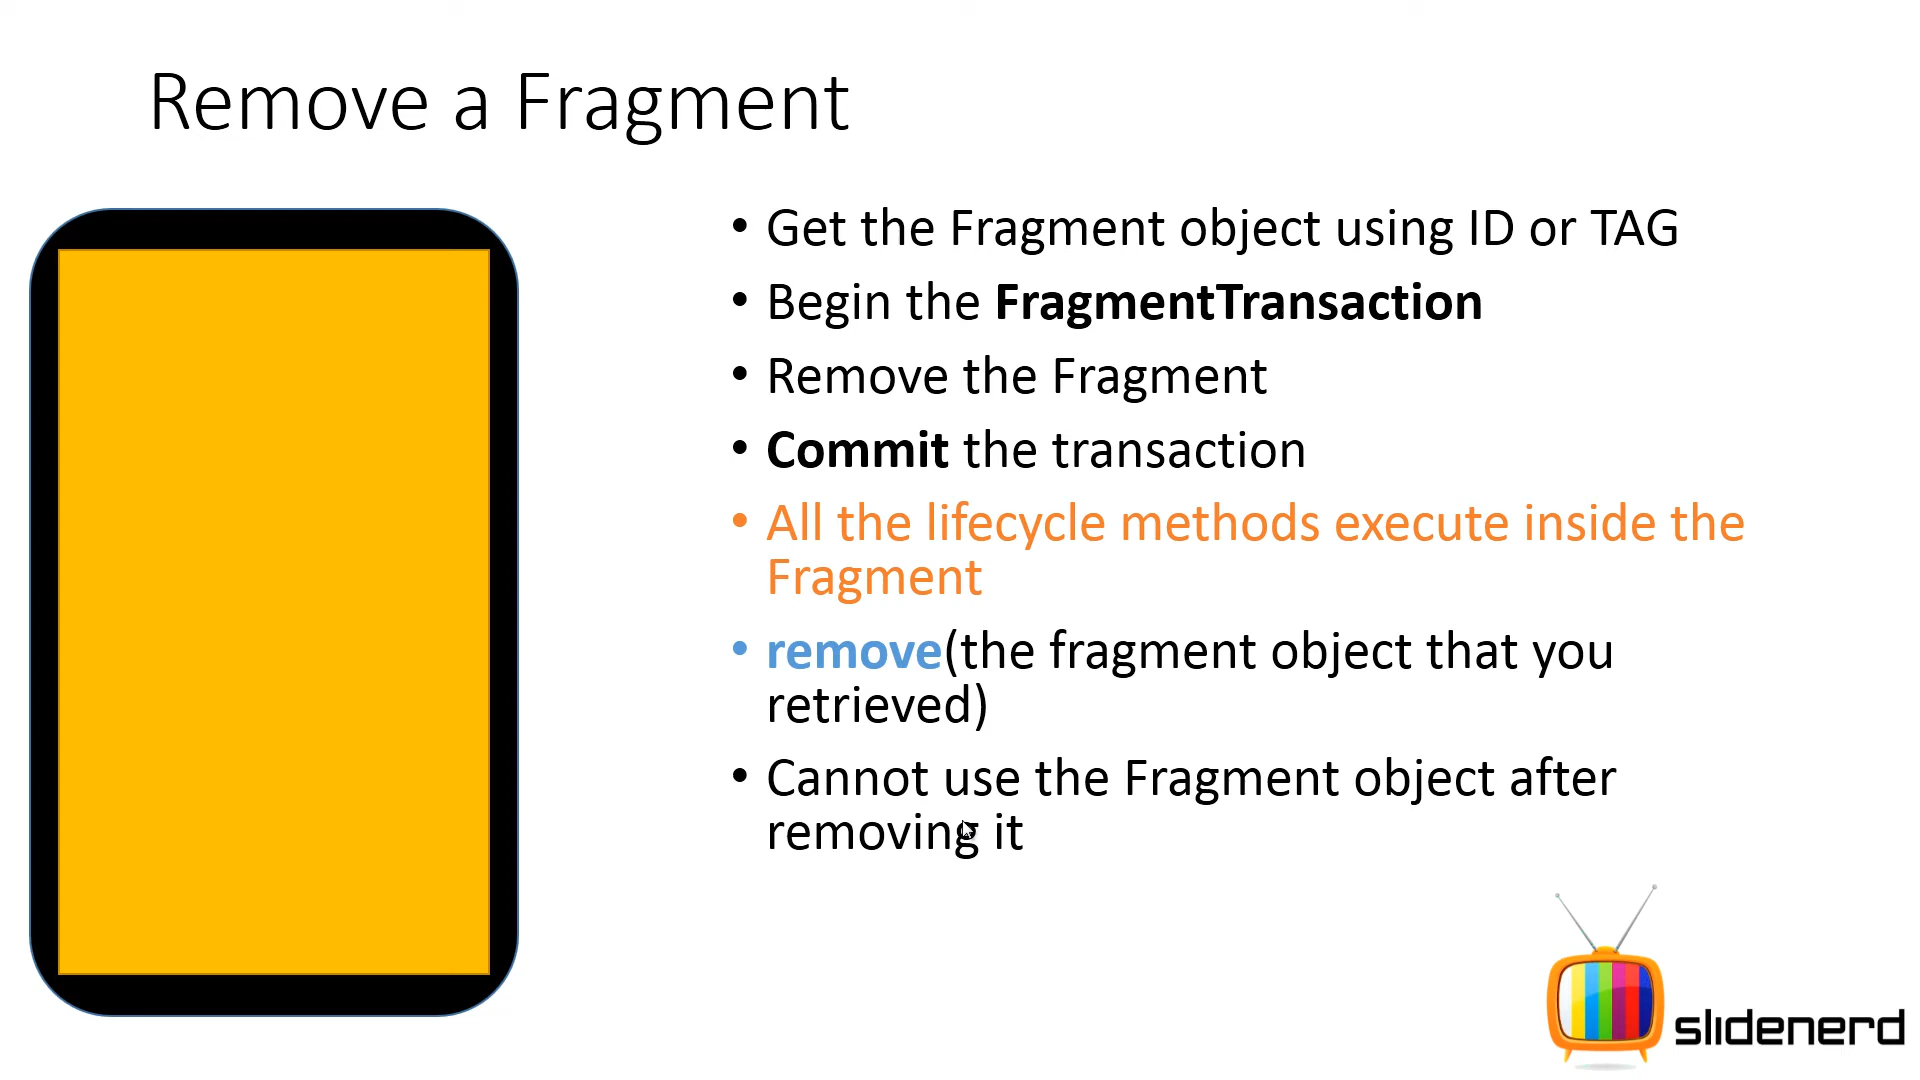 Remove a Fragment
• Get the Fragment object using ID or TAG
• Begin the FragmentTransaction
• Remove the Fragment
• Commit the transaction
• All the lifecycle methods execute inside the
Fragment
• remove(the fragment object that you
retrieved)
• Cannot use the Fragment object after
removing it
slidenerd